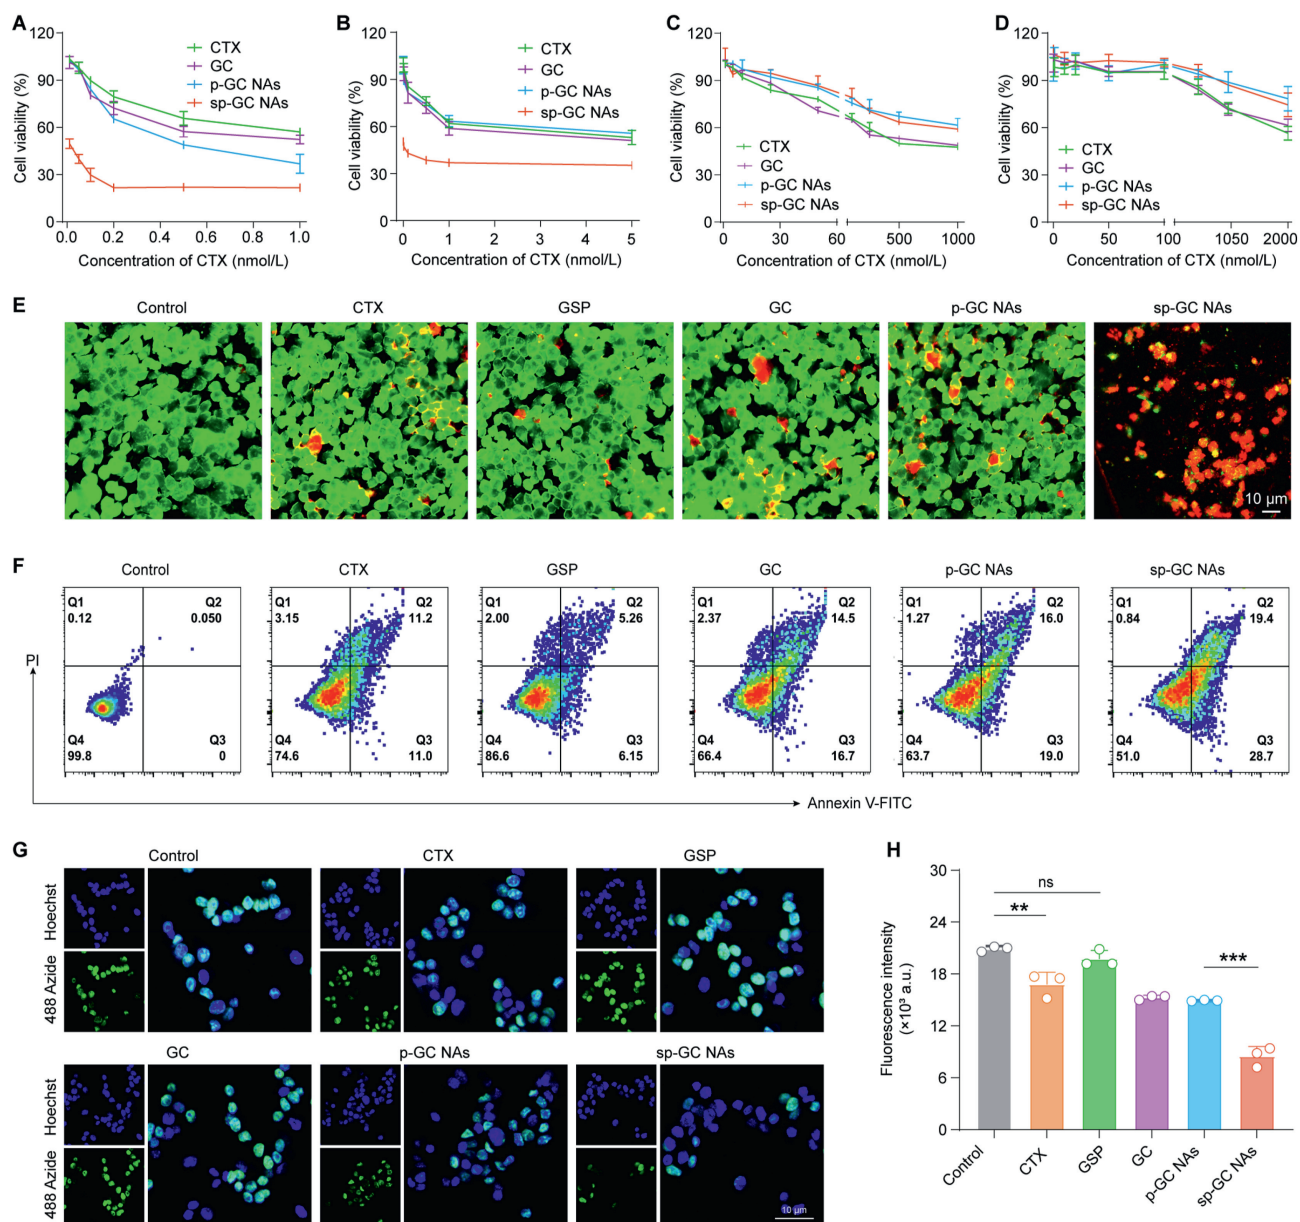 A
120
90
60
30
0
Cell viability (%)
CTX
GC
p-GC NAs
sp-GC NAs
0.0 0.2 0.4 0.6 0.8 1.0
Concentration of CTX (nmol/L)
B
120
90
60
30
0
Cell viability (%)
CTX
GC
p-GC NAs
sp-GC NAs
0 1 2 3 4 5
Concentration of CTX (nmol/L)
C
120
90
60
30
0
Cell viability (%)
CTX
GC
p-GC NAs
sp-GC NAs
0 30 60 500 1000
Concentration of CTX (nmol/L)
D
120
90
60
30
0
Cell viability (%)
CTX
GC
p-GC NAs
sp-GC NAs
0 50 100 1050 2000
Concentration of CTX (nmol/L)
E
Control CTX GSP GC p-GC NAs sp-GC NAs
10 μm
F
Control CTX GSP GC p-GC NAs sp-GC NAs
PI
Q1 Q2
0.12 0.050
Q4 Q3
99.8 0
Q1 Q2
3.15 11.2
Q4 Q3
74.6 11.0
Q1 Q2
2.00 5.26
Q4 Q3
86.6 6.15
Q1 Q2
2.37 14.5
Q4 Q3
66.4 16.7
Q1 Q2
1.27 16.0
Q4 Q3
63.7 19.0
Q1 Q2
0.84 19.4
Q4 Q3
51.0 28.7
Annexin V-FITC
G
Control CTX GSP
Hoechst
488 Azide
GC p-GC NAs sp-GC NAs
Hoechst
488 Azide
10 μm
H
30
24
18
12
6
0
Fluorescence intensity
(×10³ a.u.)
ns
**
***
Control
CTX
GSP
GC
p-GC NAs
sp-GC NAs